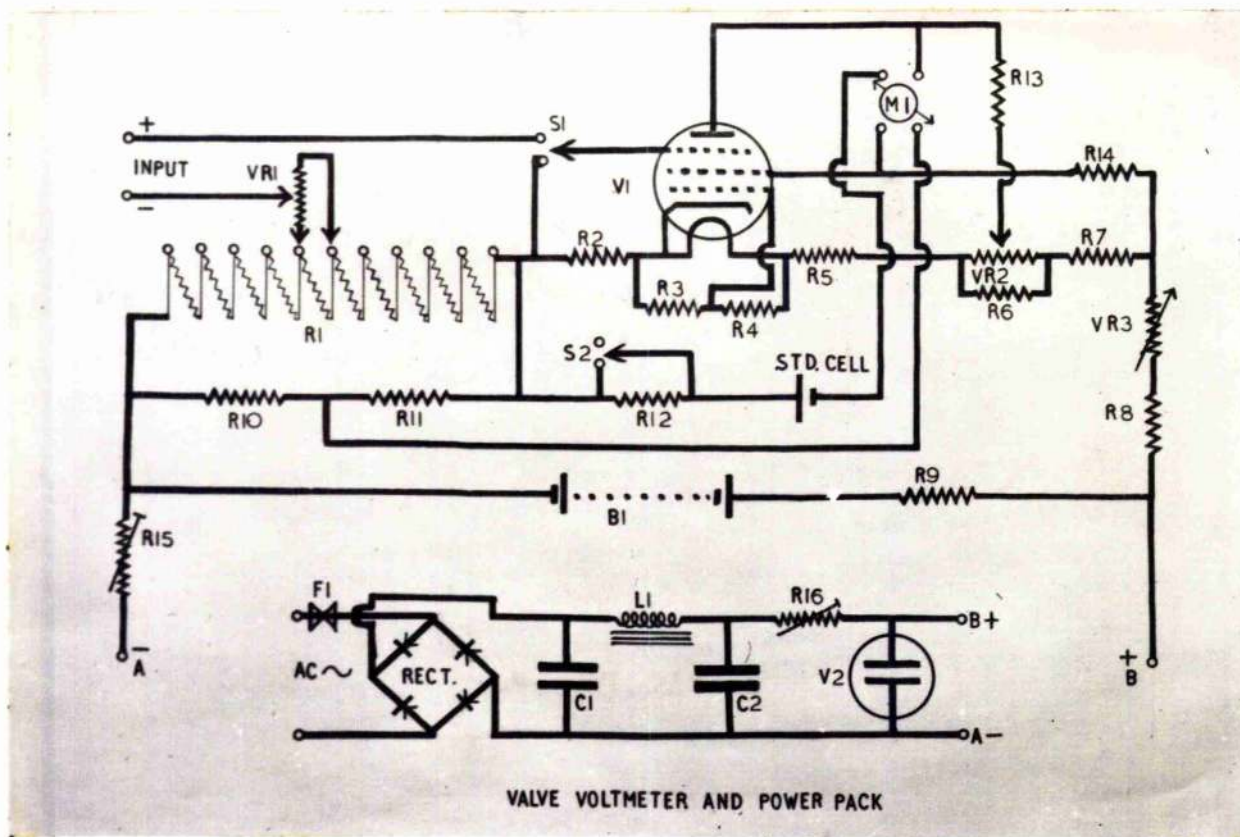 + S1 M1 R13
INPUT VR1 V1 R14
−
R2 R5 VR2 R7
R3 R4 R6 VR3
R1
S2 STD. CELL
R10 R11 R12 R8
R9
B1
R15
F1 L1 R16 B+
− A AC ~ RECT. C1 C2 V2 + B
A−
VALVE VOLTMETER AND POWER PACK